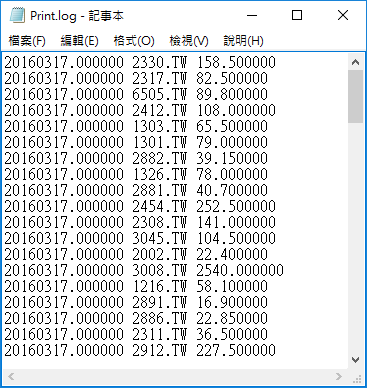 Print.log - 記事本
檔案(F) 編輯(E) 格式(O) 檢視(V) 說明(H)
20160317.000000 2330.TW 158.500000
20160317.000000 2317.TW 82.500000
20160317.000000 6505.TW 89.800000
20160317.000000 2412.TW 108.000000
20160317.000000 1303.TW 65.500000
20160317.000000 1301.TW 79.000000
20160317.000000 2882.TW 39.150000
20160317.000000 1326.TW 78.000000
20160317.000000 2881.TW 40.700000
20160317.000000 2454.TW 252.500000
20160317.000000 2308.TW 141.000000
20160317.000000 3045.TW 104.500000
20160317.000000 2002.TW 22.400000
20160317.000000 3008.TW 2540.000000
20160317.000000 1216.TW 58.100000
20160317.000000 2891.TW 16.900000
20160317.000000 2886.TW 22.850000
20160317.000000 2311.TW 36.500000
20160317.000000 2912.TW 227.500000